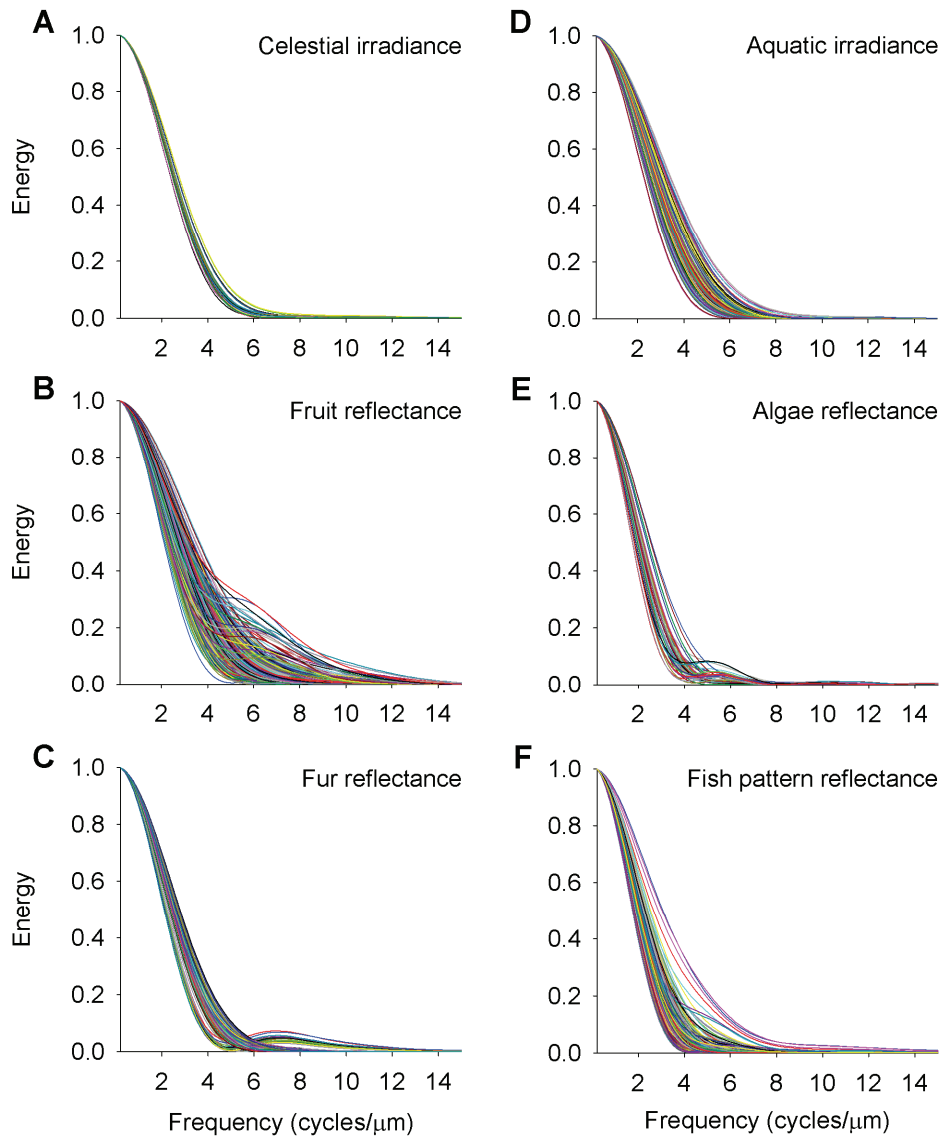 A
Celestial irradiance
Energy
1.0
0.8
0.6
0.4
0.2
0.0
2 4 6 8 10 12 14
D
Aquatic irradiance
1.0
0.8
0.6
0.4
0.2
0.0
2 4 6 8 10 12 14
B
Fruit reflectance
Energy
1.0
0.8
0.6
0.4
0.2
0.0
2 4 6 8 10 12 14
E
Algae reflectance
1.0
0.8
0.6
0.4
0.2
0.0
2 4 6 8 10 12 14
C
Fur reflectance
Energy
1.0
0.8
0.6
0.4
0.2
0.0
2 4 6 8 10 12 14
Frequency (cycles/μm)
F
Fish pattern reflectance
1.0
0.8
0.6
0.4
0.2
0.0
2 4 6 8 10 12 14
Frequency (cycles/μm)